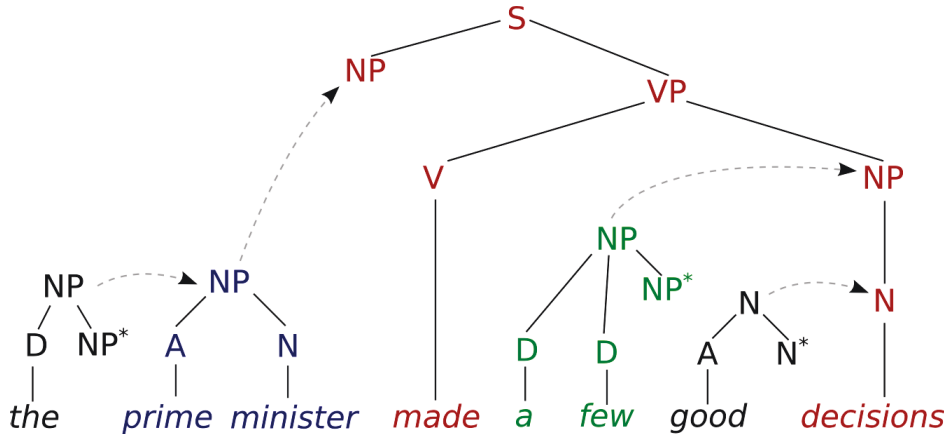 S
NP
VP
V
NP
NP
NP*
NP
NP
N
N
D
NP*
A
N
D
D
A
N*
the prime minister made a few good decisions